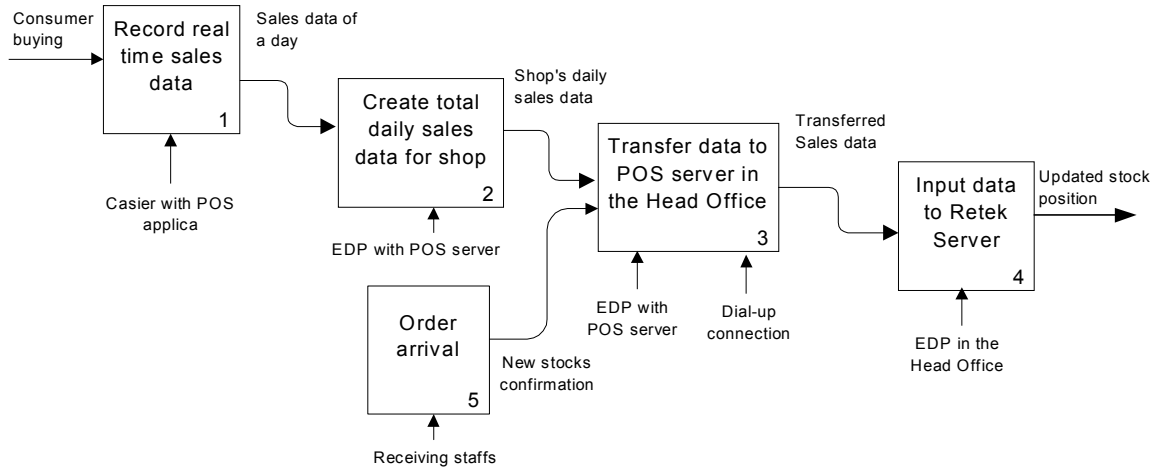 Consumer
buying
Record real
time sales
data
1
Casier with POS
applica
Sales data of
a day
Create total
daily sales
data for shop
2
EDP with POS server
Shop's daily
sales data
Transfer data to
POS server in
the Head Office
3
EDP with
POS server
Dial-up
connection
Transferred
Sales data
Input data
to Retek
Server
4
EDP in the
Head Office
Updated stock
position
Order
arrival
5
Receiving staffs
New stocks
confirmation